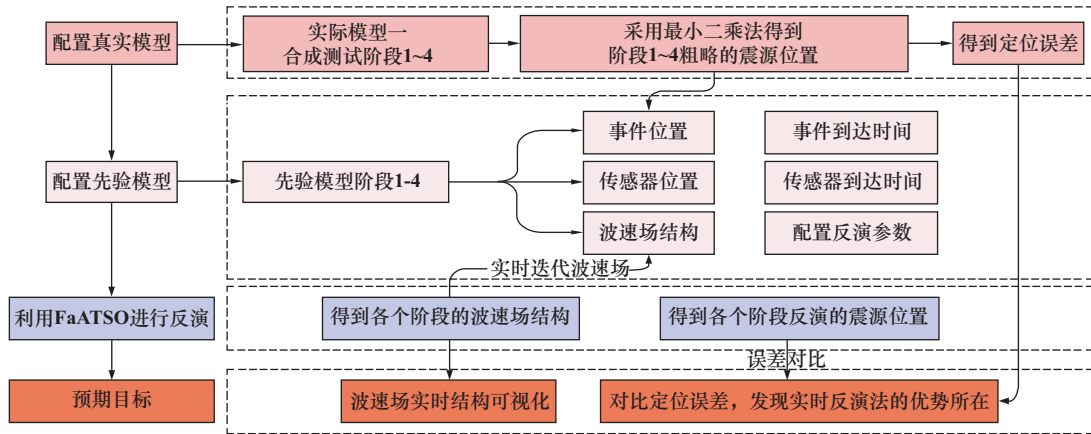 配置真实模型
实际模型一
合成测试阶段1~4
采用最小二乘法得到
阶段1~4粗略的震源位置
得到定位误差
事件位置
事件到达时间
配置先验模型
先验模型阶段1-4
传感器位置
传感器到达时间
波速场结构
配置反演参数
实时迭代波速场
利用FaATSO进行反演
得到各个阶段的波速场结构
得到各个阶段反演的震源位置
误差对比
预期目标
波速场实时结构可视化
对比定位误差，发现实时反演法的优势所在